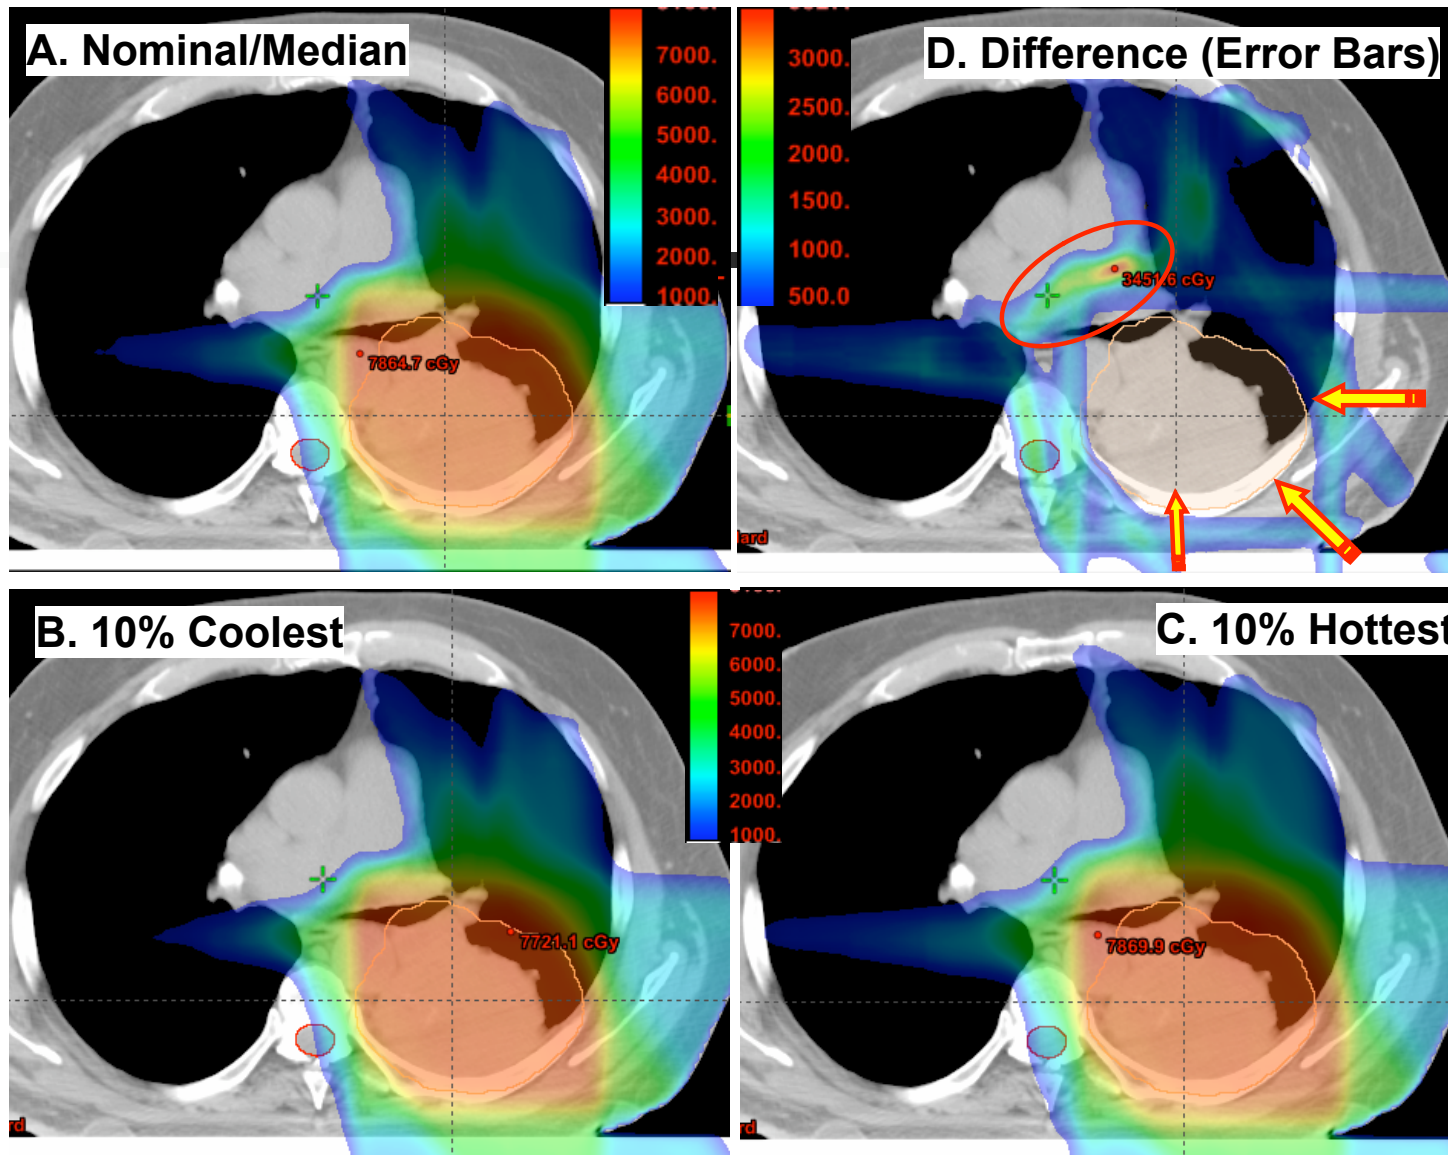 A. Nominal/Median
7000.
6000.
5000.
4000.
3000.
2000.
1000.
7864.7 cGy
D. Difference (Error Bars)
3000.
2500.
2000.
1500.
1000.
500.0
3451.6 cGy
B. 10% Coolest
7000.
6000.
5000.
4000.
3000.
2000.
1000.
7721.1 cGy
C. 10% Hottest
7869.9 cGy